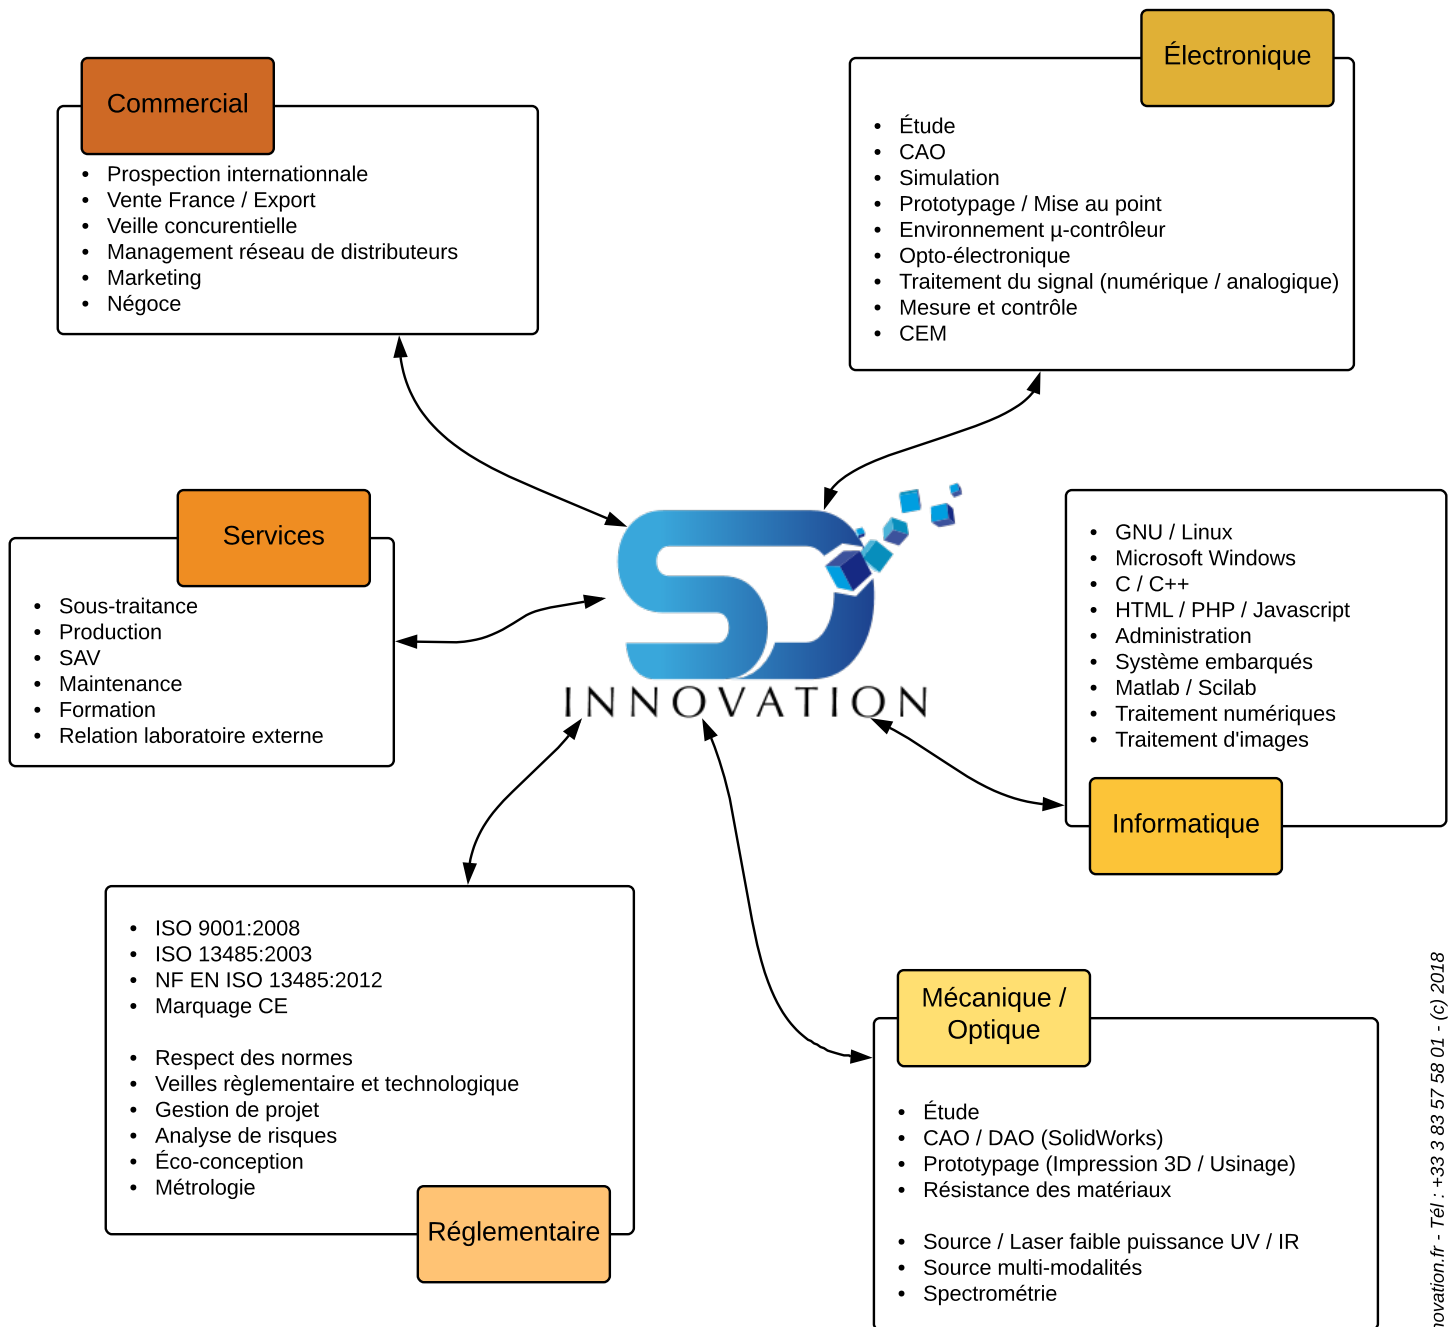 Commercial
• Prospection internationnale
• Vente France / Export
• Veille concurentielle
• Management réseau de distributeurs
• Marketing
• Négoce
Électronique
• Étude
• CAO
• Simulation
• Prototypage / Mise au point
• Environnement µ-contrôleur
• Opto-électronique
• Traitement du signal (numérique / analogique)
• Mesure et contrôle
• CEM
Services
• Sous-traitance
• Production
• SAV
• Maintenance
• Formation
• Relation laboratoire externe
SD
INNOVATION
• GNU / Linux
• Microsoft Windows
• C / C++
• HTML / PHP / Javascript
• Administration
• Système embarqués
• Matlab / Scilab
• Traitement numériques
• Traitement d'images
Informatique
• ISO 9001:2008
• ISO 13485:2003
• NF EN ISO 13485:2012
• Marquage CE
• Respect des normes
• Veilles règlementaire et technologique
• Gestion de projet
• Analyse de risques
• Éco-conception
• Métrologie
Réglementaire
Mécanique /
Optique
• Étude
• CAO / DAO (SolidWorks)
• Prototypage (Impression 3D / Usinage)
• Résistance des matériaux
• Source / Laser faible puissance UV / IR
• Source multi-modalités
• Spectrométrie
novation.fr - Tél : +33 3 83 57 58 01 - (c) 2018